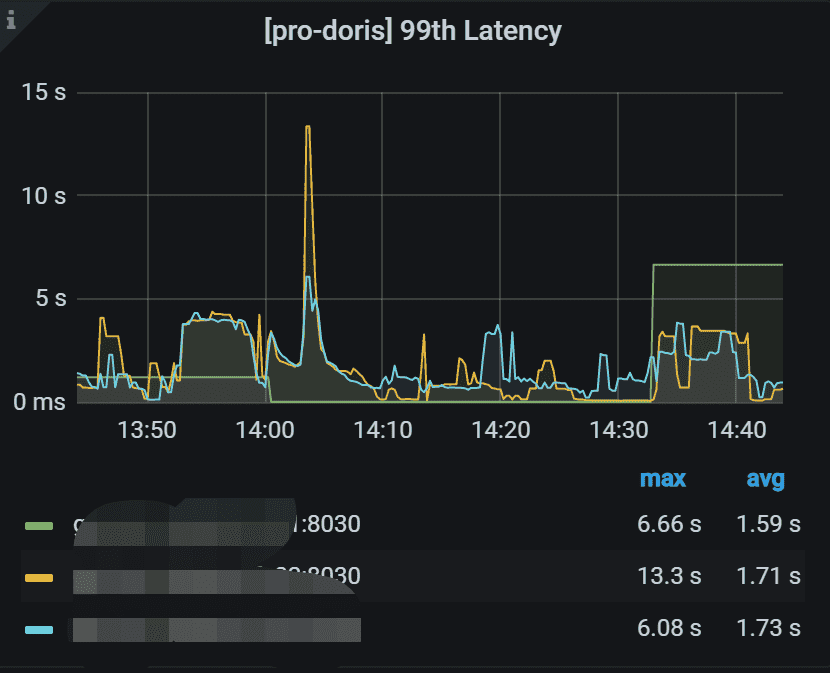 i
[pro-doris] 99th Latency
15 s
10 s
5 s
0 ms
13:50 14:00 14:10 14:20 14:30 14:40
max avg
:8030 6.66 s 1.59 s
:8030 13.3 s 1.71 s
6.08 s 1.73 s